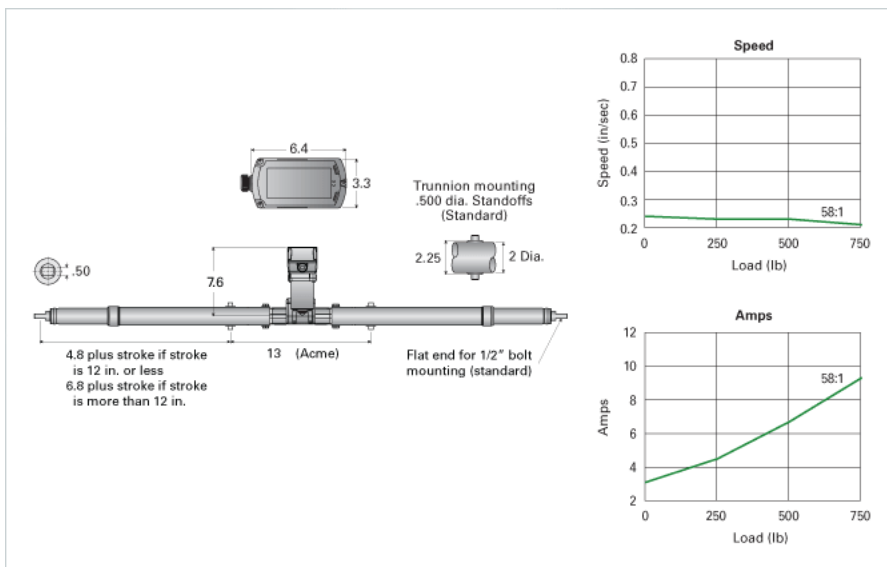 6.4
3.3
Trunnion mounting
.500 dia. Standoffs
(Standard)
2.25
2 Dia.
.50
7.6
4.8 plus stroke if stroke
is 12 in. or less
6.8 plus stroke if stroke
is more than 12 in.
13 (Acme)
Flat end for 1/2" bolt
mounting (standard)
Speed
Speed (in/sec)
0.8
0.7
0.6
0.5
0.4
0.3
0.2
58:1
0 250 500 750
Load (lb)
Amps
Amps
12
10
8
6
4
2
58:1
0 250 500 750
Load (lb)